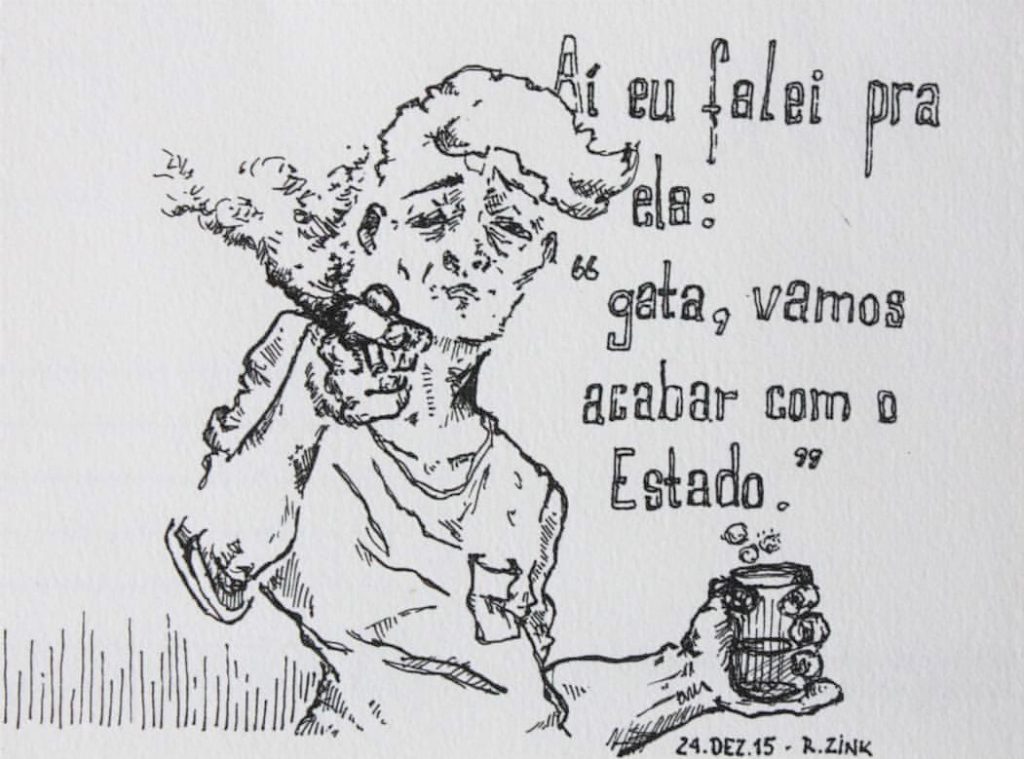 Aí eu falei pra
ela:
“gata, vamos
acabar com o
Estado.”
24.DEZ.15 - R.ZINK